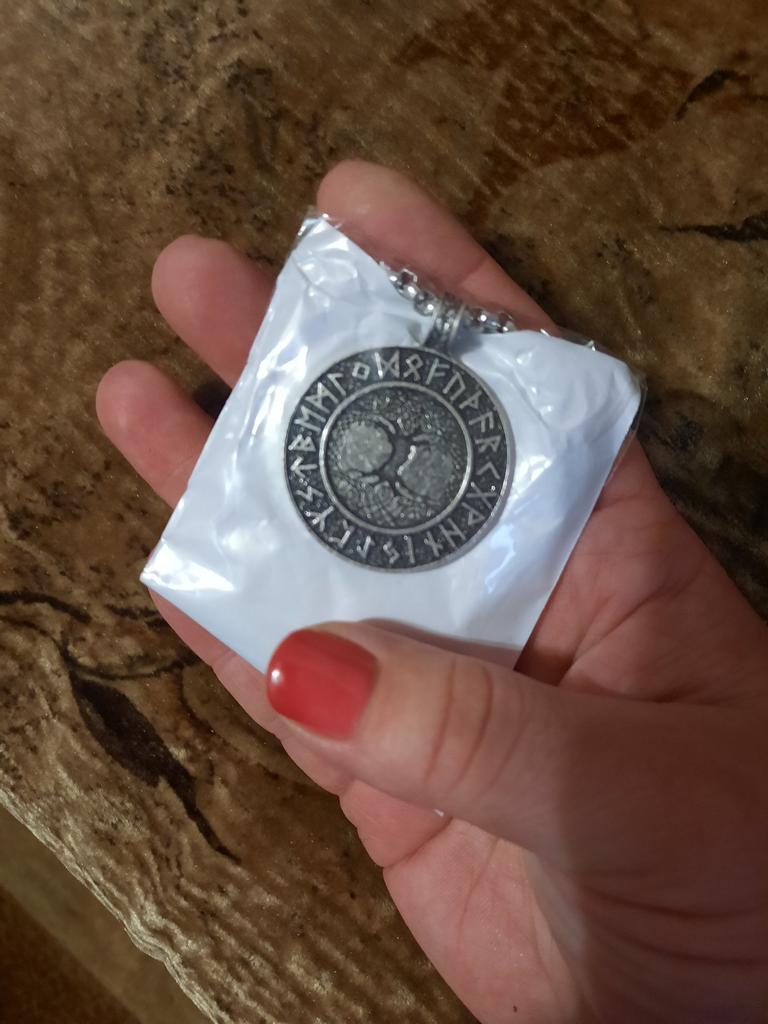 ᚠᚢᚦᚨᚱᚲᚷᚹᚺᚾᛁᛃᛇᛈᛉᛊᛏᛒᛖᛗᛚᛜᛞᛟ